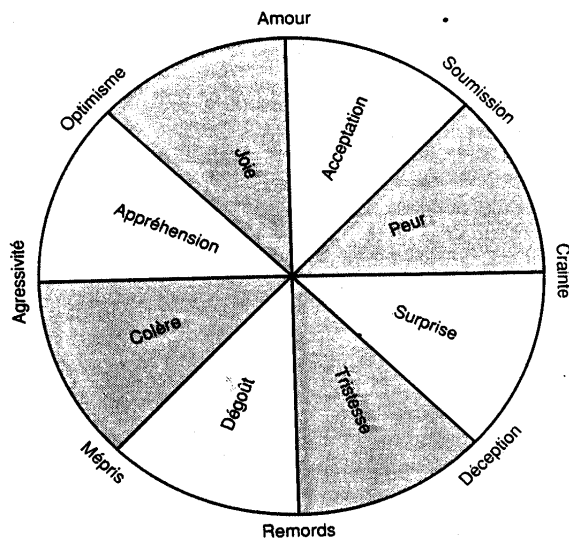 Amour
Soumission
Crainte
Déception
Remords
Mépris
Agressivité
Optimisme
Joie
Acceptation
Peur
Surprise
Tristesse
Dégoût
Colère
Appréhension